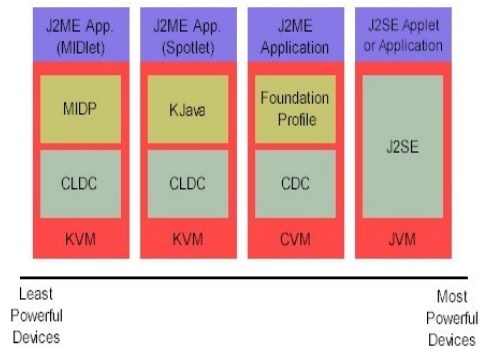 J2ME App.
(MIDlet)
J2ME App.
(Spotlet)
J2ME
Application
J2SE Applet
or Application
MIDP
KJava
Foundation
Profile
J2SE
CLDC
CLDC
CDC
KVM
KVM
CVM
JVM
Least
Powerful
Devices
Most
Powerful
Devices